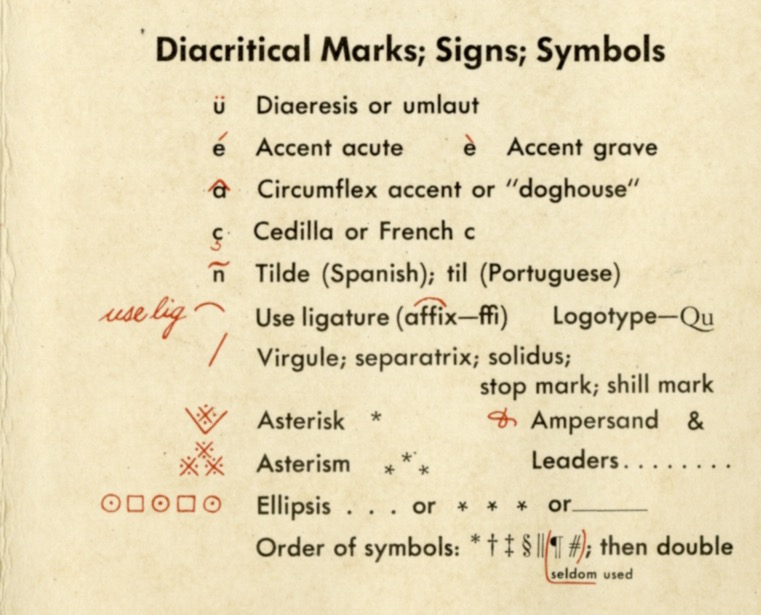 Diacritical Marks; Signs; Symbols
ü Diaeresis or umlaut
é Accent acute è Accent grave
â Circumflex accent or "doghouse"
ç Cedilla or French c
ñ Tilde (Spanish); til (Portuguese)
use lig ⁀ Use ligature (affix—ffi) Logotype—Qu
/ Virgule; separatrix; solidus;
stop mark; shill mark
※ Asterisk * & Ampersand &
※※※ Asterism *** Leaders........
⊙□⊙□⊙ Ellipsis . . . or * * * or______
Order of symbols: * † ‡ § ‖ (¶ #); then double
seldom used